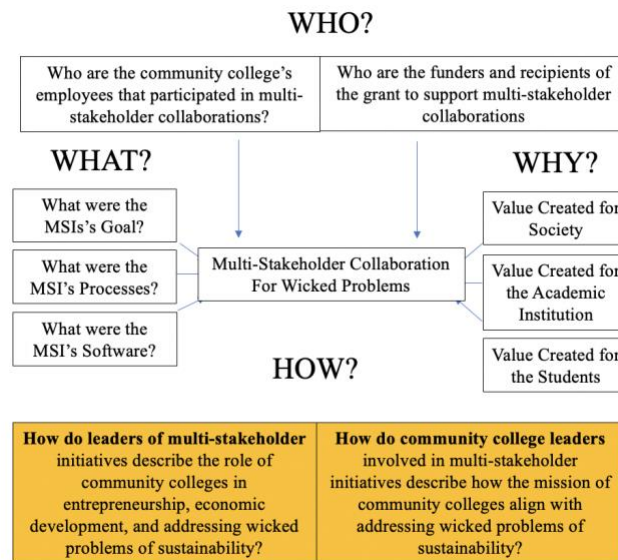 WHO?
Who are the community college's
employees that participated in multi-
stakeholder collaborations?
Who are the funders and recipients of
the grant to support multi-stakeholder
collaborations
WHAT?
WHY?
What were the
MSIs's Goal?
What were the
MSI's Processes?
What were the
MSI's Software?
Multi-Stakeholder Collaboration
For Wicked Problems
Value Created for
Society
Value Created for
the Academic
Institution
Value Created for
the Students
HOW?
How do leaders of multi-stakeholder
initiatives describe the role of
community colleges in
entrepreneurship, economic
development, and addressing wicked
problems of sustainability?
How do community college leaders
involved in multi-stakeholder
initiatives describe how the mission of
community colleges align with
addressing wicked problems of
sustainability?